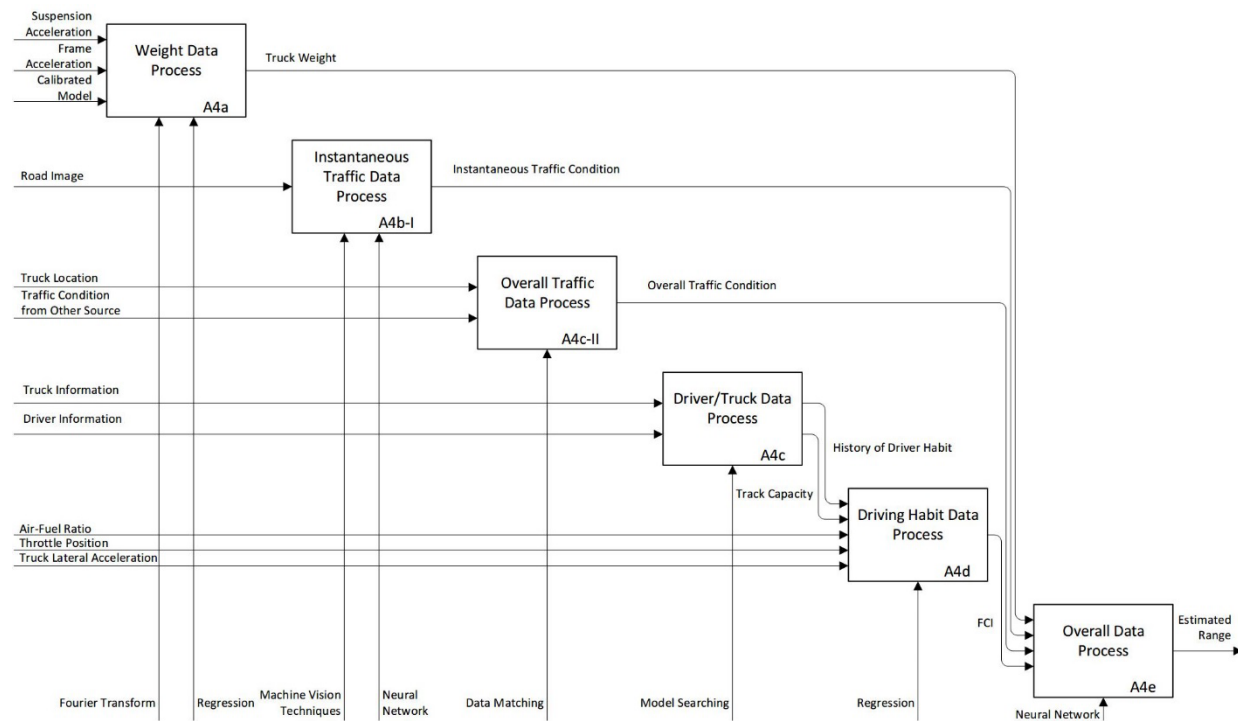 Suspension
Acceleration
Frame
Acceleration
Calibrated
Model
Weight Data
Process
A4a
Truck Weight
Road Image
Instantaneous
Traffic Data
Process
A4b-I
Instantaneous Traffic Condition
Truck Location
Traffic Condition
from Other Source
Overall Traffic
Data Process
A4c-II
Overall Traffic Condition
Truck Information
Driver Information
Driver/Truck Data
Process
A4c
History of Driver Habit
Track Capacity
Air-Fuel Ratio
Throttle Position
Truck Lateral Acceleration
Driving Habit Data
Process
A4d
FCI
Overall Data
Process
A4e
Estimated
Range
Fourier Transform
Regression
Machine Vision
Techniques
Neural
Network
Data Matching
Model Searching
Regression
Neural Network